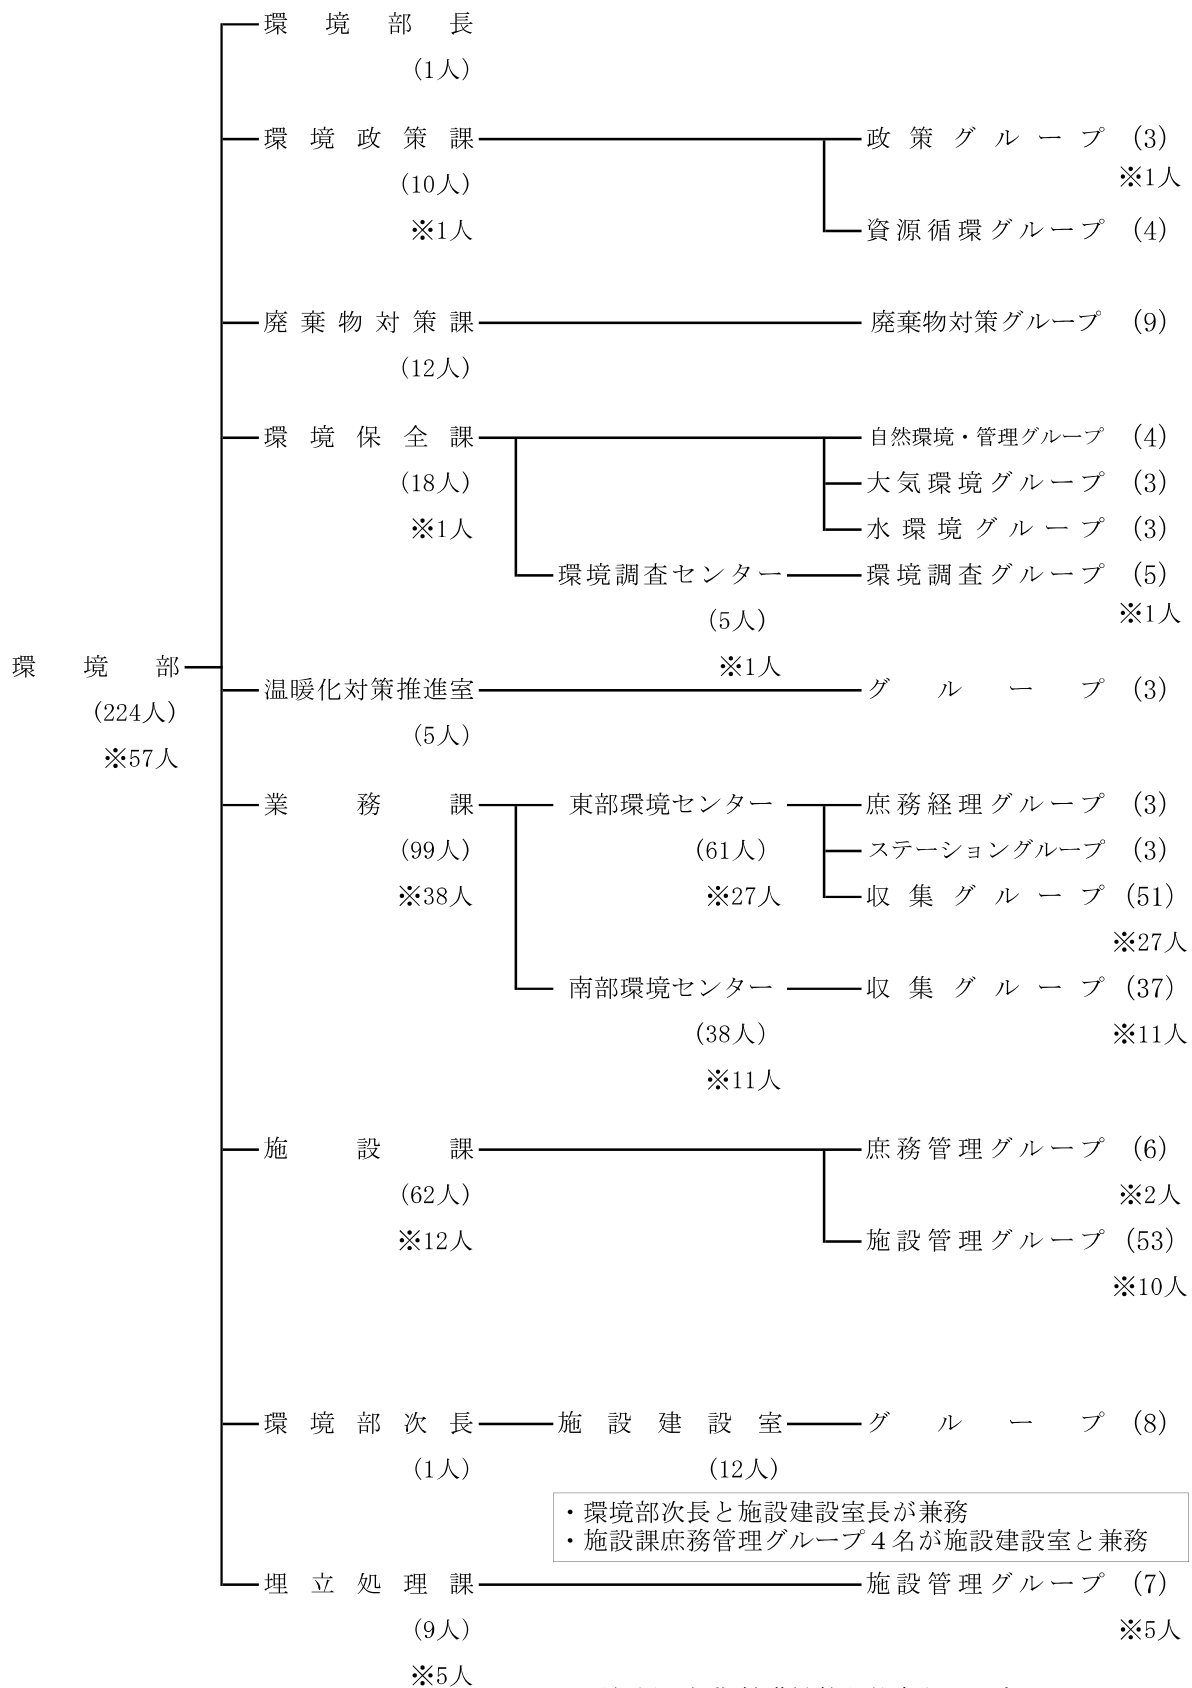 環境部長
(1人)
環境政策課 政策グループ (3)
(10人) ※1人
※1人 資源循環グループ (4)
廃棄物対策課 廃棄物対策グループ (9)
(12人)
環境保全課 自然環境・管理グループ (4)
(18人) 大気環境グループ (3)
※1人 水環境グループ (3)
環境調査センター 環境調査グループ (5)
(5人) ※1人
※1人
環境部
(224人)
※57人
温暖化対策推進室 グループ (3)
(5人)
業務課 東部環境センター 庶務経理グループ (3)
(99人) (61人) ステーショングループ (3)
※38人 ※27人 収集グループ (51)
※27人
南部環境センター 収集グループ (37)
(38人) ※11人
※11人
施設課 庶務管理グループ (6)
(62人) ※2人
※12人 施設管理グループ (53)
※10人
環境部次長 施設建設室 グループ (8)
(1人) (12人)
・環境部次長と施設建設室長が兼務
・施設課庶務管理グループ４名が施設建設室と兼務
埋立処理課 施設管理グループ (7)
(9人) ※5人
※5人